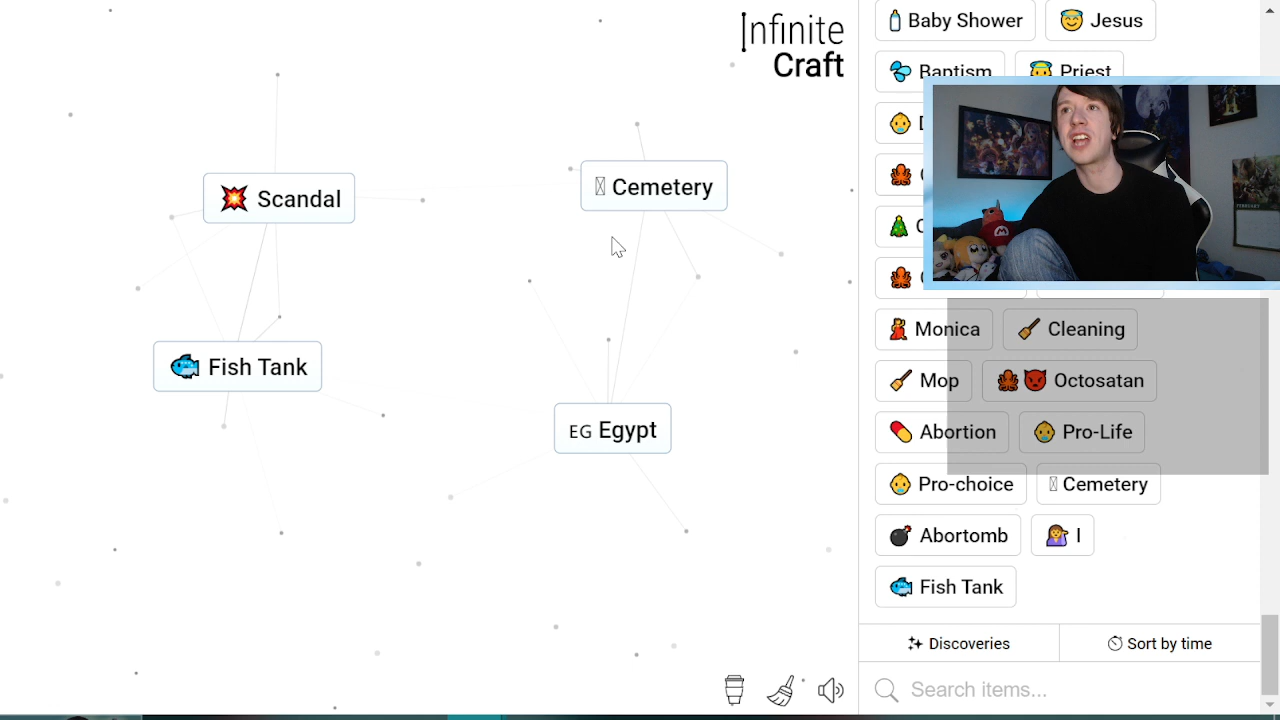 Infinite
Craft
Scandal
Cemetery
Fish Tank
EG Egypt
Baby Shower
Jesus
Baptism
Priest
Monica
Cleaning
Mop
Octosatan
Abortion
Pro-Life
Pro-choice
Cemetery
Abortomb
I
Fish Tank
Discoveries
Sort by time
Search items...